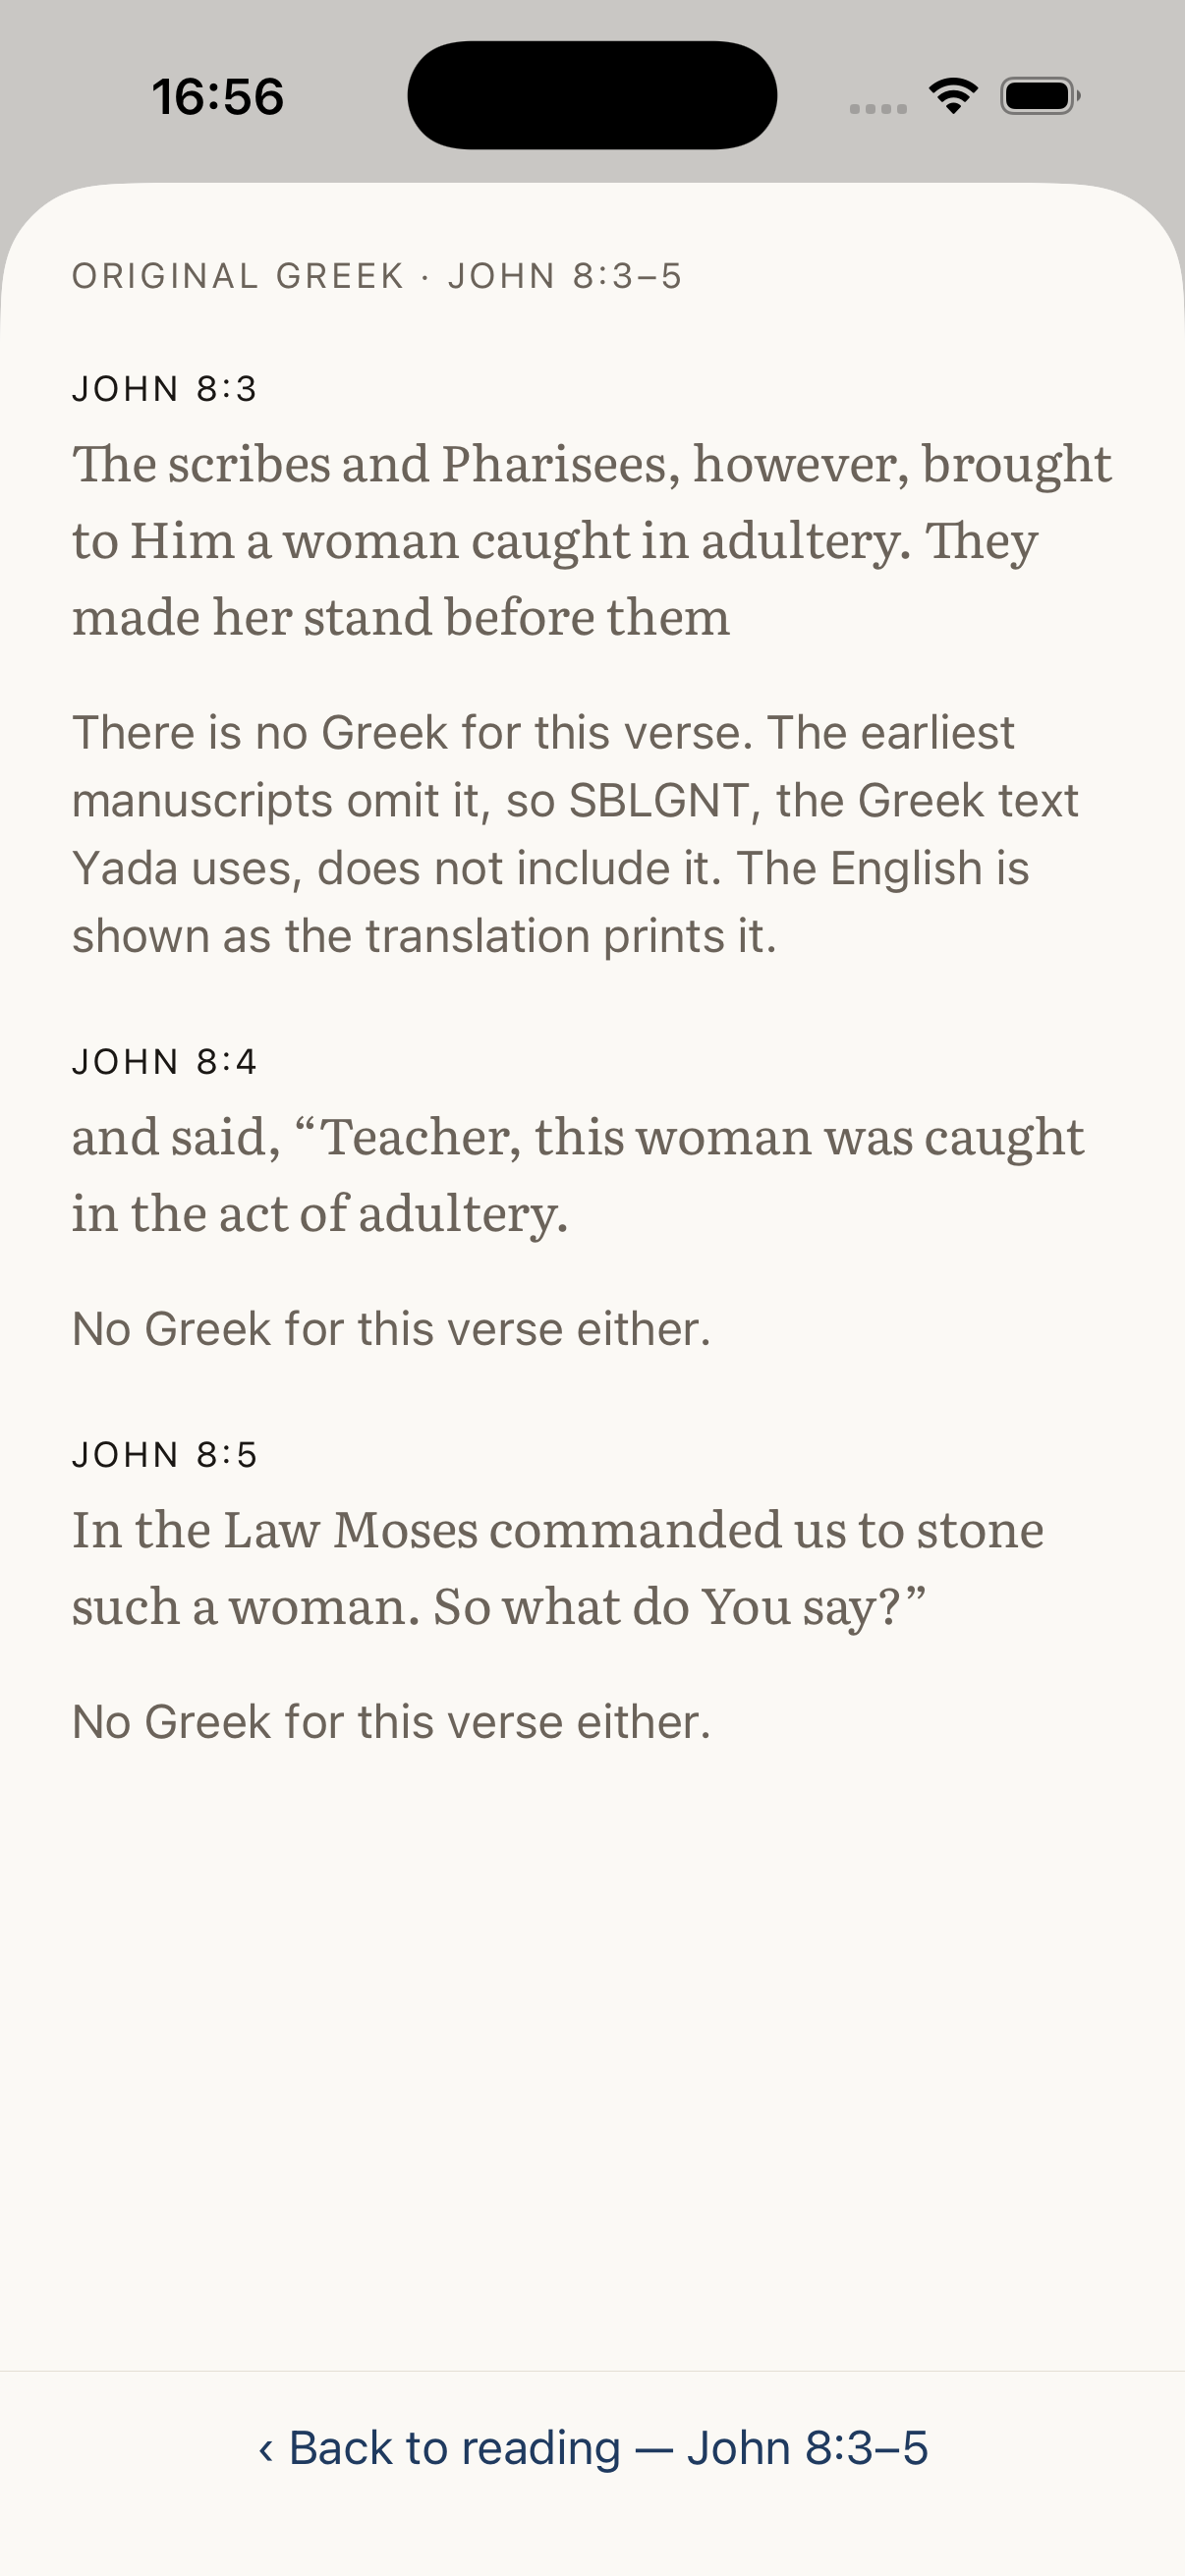 16:56
ORIGINAL GREEK · JOHN 8:3–5
JOHN 8:3
The scribes and Pharisees, however, brought
to Him a woman caught in adultery. They
made her stand before them
There is no Greek for this verse. The earliest
manuscripts omit it, so SBLGNT, the Greek text
Yada uses, does not include it. The English is
shown as the translation prints it.
JOHN 8:4
and said, “Teacher, this woman was caught
in the act of adultery.
No Greek for this verse either.
JOHN 8:5
In the Law Moses commanded us to stone
such a woman. So what do You say?”
No Greek for this verse either.
‹ Back to reading — John 8:3–5